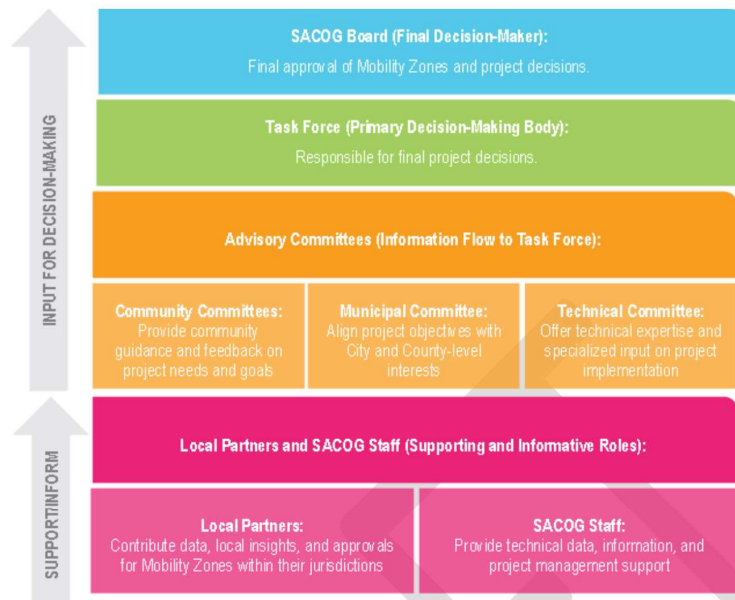 SACOG Board (Final Decision-Maker):
Final approval of Mobility Zones and project decisions.
Task Force (Primary Decision-Making Body):
Responsible for final project decisions.
Advisory Committees (Information Flow to Task Force):
Community Committees:
Provide community
guidance and feedback on
project needs and goals
Municipal Committee:
Align project objectives with
City and County-level
interests
Technical Committee:
Offer technical expertise and
specialized input on project
implementation
INPUT FOR DECISION-MAKING
Local Partners and SACOG Staff (Supporting and Informative Roles):
Local Partners:
Contribute data, local insights, and approvals
for Mobility Zones within their jurisdictions
SACOG Staff:
Provide technical data, information, and
project management support
SUPPORT/INFORM